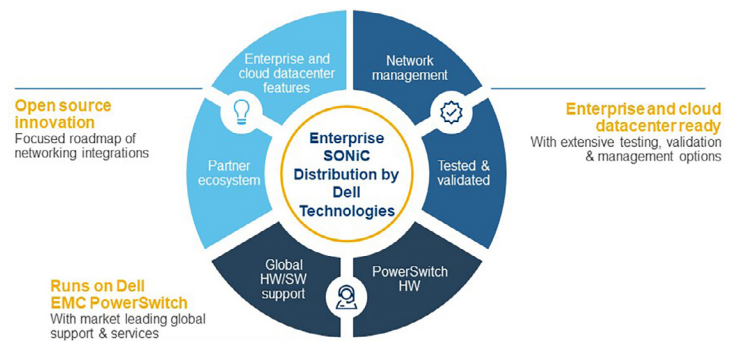 Enterprise and
cloud datacenter
features
Network
management
Open source
innovation
Focused roadmap of
networking integrations
Enterprise and cloud
datacenter ready
With extensive testing, validation
& management options
Enterprise
SONiC
Distribution by
Dell
Technologies
Partner
ecosystem
Tested &
validated
Global
HW/SW
support
PowerSwitch
HW
Runs on Dell
EMC PowerSwitch
With market leading global
support & services